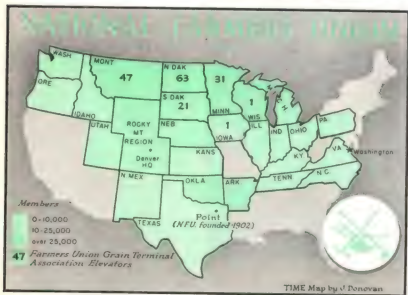 NATIONAL FARMERS UNION
WASH.
MONT
47
N DAK
63
31
MINN
1
WIS
MICH
ORE
IDAHO
S DAK
21
ROCKY
MT
REGION
Denver
HQ
UTAH
NEB
1
IOWA
ILL
IND
OHIO
PA
VA
Washington
KANS
KY
N MEX
OKLA
ARK
TENN
N C
TEXAS
Point
(N.F.U. founded 1902)
Members
0-10,000
10-25,000
over 25,000
47 Farmers Union Grain Terminal
Association Elevators
TIME Map by J Donovan